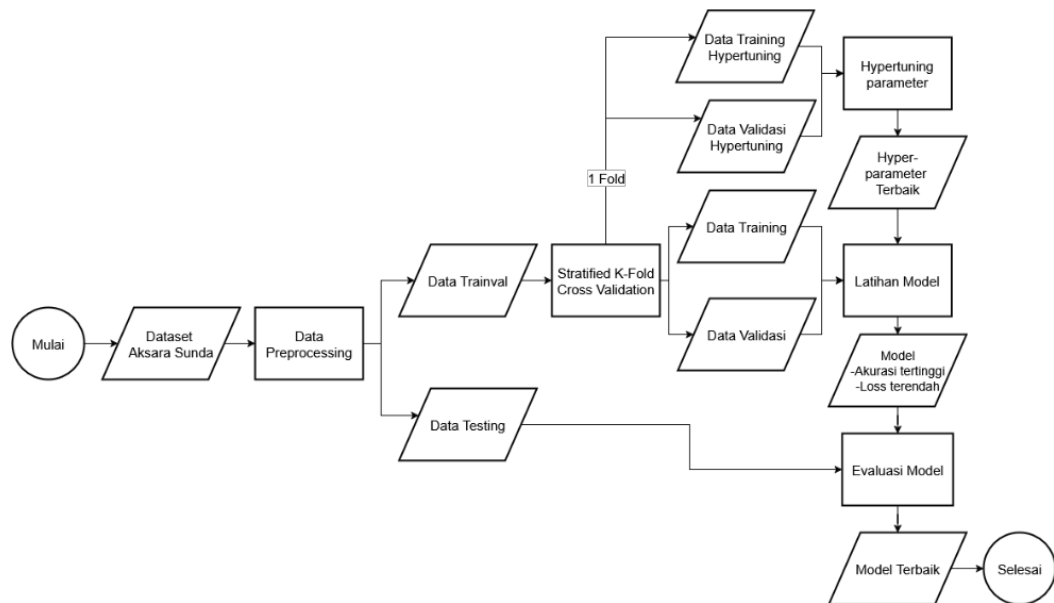 Mulai
Dataset
Aksara Sunda
Data
Preprocessing
Data Trainval
Data Testing
Stratified K-Fold
Cross Validation
1 Fold
Data Training
Hypertuning
Data Validasi
Hypertuning
Data Training
Data Validasi
Hypertuning
parameter
Hyper-
parameter
Terbaik
Latihan Model
Model
-Akurasi tertinggi
-Loss terendah
Evaluasi Model
Model Terbaik
Selesai